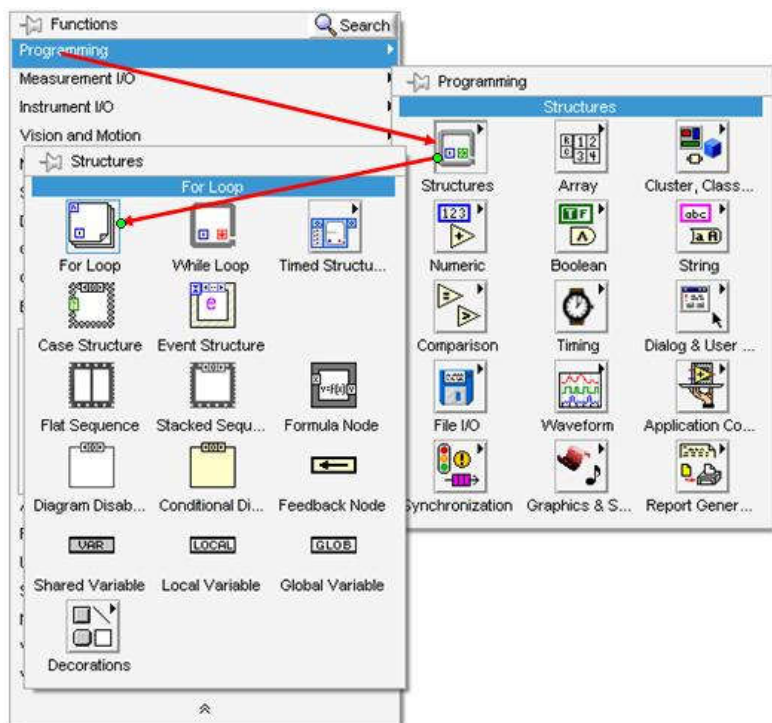 Functions
Search
Programming
Measurement I/O
Instrument I/O
Vision and Motion
Programming
Structures
Structures Array Cluster, Class...
Numeric Boolean String
Comparison Timing Dialog & User ...
File I/O Waveform Application Co...
Synchronization Graphics & S... Report Gener...
Structures
For Loop
For Loop While Loop Timed Structu...
Case Structure Event Structure
Flat Sequence Stacked Sequ... Formula Node
Diagram Disab... Conditional Di... Feedback Node
VAR LOCAL GLOB
Shared Variable Local Variable Global Variable
Decorations